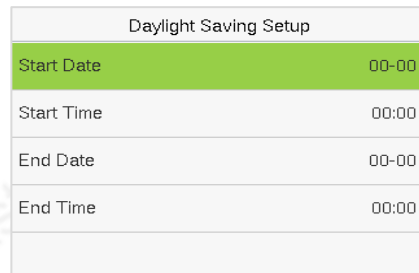 Daylight Saving Setup
Start Date 00-00
Start Time 00:00
End Date 00-00
End Time 00:00